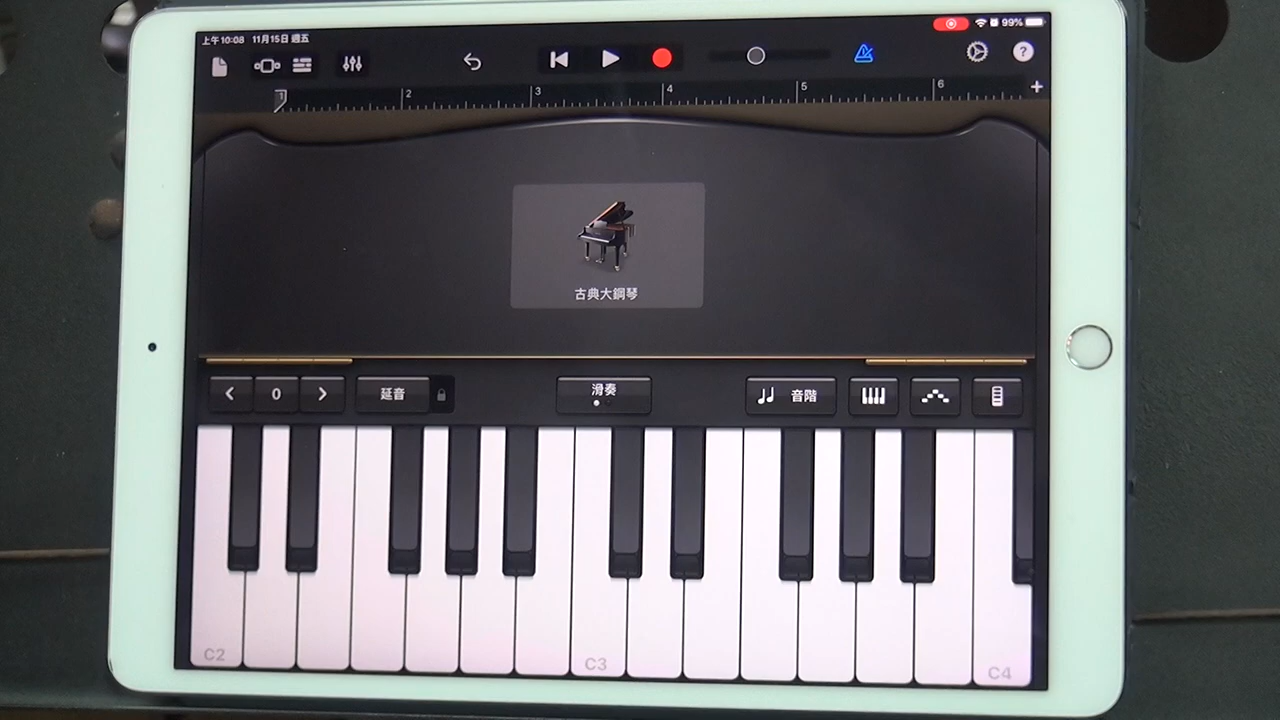 上午10:08 11月15日 週五
99%
?
1 2 3 4 5 6 +
古典大鋼琴
0 延音 滑奏 音階
C2 C3 C4